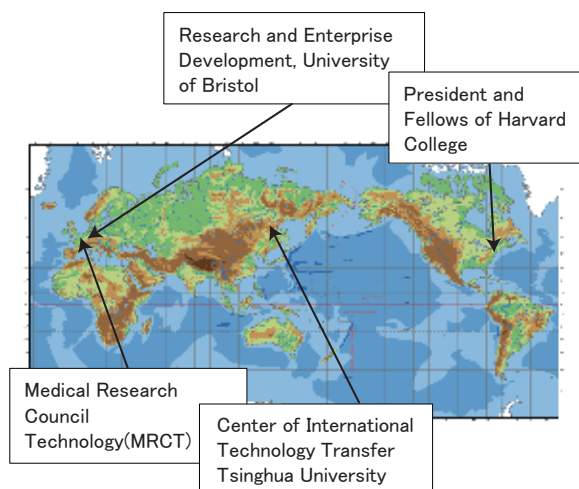 Research and Enterprise
Development, University
of Bristol
President and
Fellows of Harvard
College
Medical Research
Council
Technology(MRCT)
Center of International
Technology Transfer
Tsinghua University